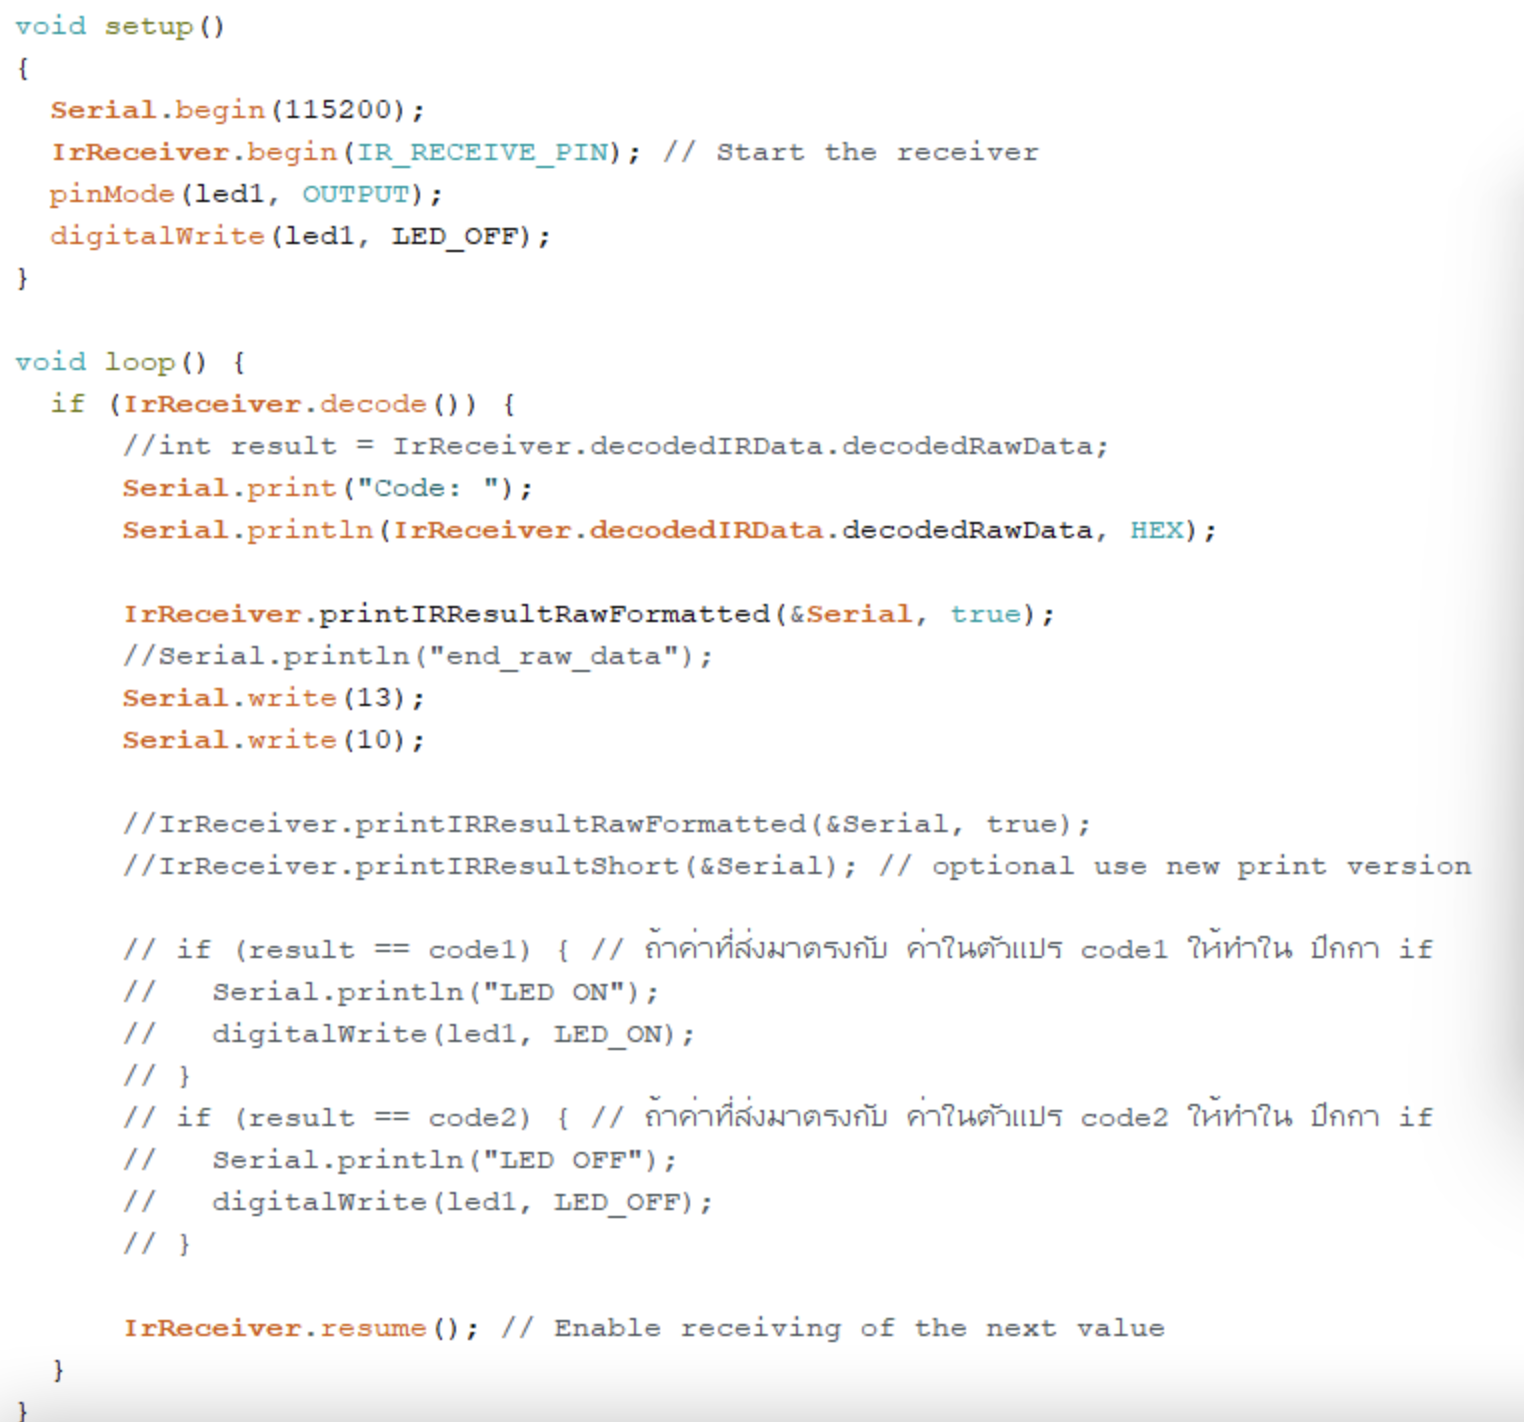 void setup()
{
  Serial.begin(115200);
  IrReceiver.begin(IR_RECEIVE_PIN); // Start the receiver
  pinMode(led1, OUTPUT);
  digitalWrite(led1, LED_OFF);
}

void loop() {
  if (IrReceiver.decode()) {
      //int result = IrReceiver.decodedIRData.decodedRawData;
      Serial.print("Code: ");
      Serial.println(IrReceiver.decodedIRData.decodedRawData, HEX);

      IrReceiver.printIRResultRawFormatted(&Serial, true);
      //Serial.println("end_raw_data");
      Serial.write(13);
      Serial.write(10);

      //IrReceiver.printIRResultRawFormatted(&Serial, true);
      //IrReceiver.printIRResultShort(&Serial); // optional use new print version

      // if (result == code1) { // ถ้าค่าที่ส่งมาตรงกับ ค่าในตัวแปร code1 ให้ทำใน ปีกกา if
      //   Serial.println("LED ON");
      //   digitalWrite(led1, LED_ON);
      // }
      // if (result == code2) { // ถ้าค่าที่ส่งมาตรงกับ ค่าในตัวแปร code2 ให้ทำใน ปีกกา if
      //   Serial.println("LED OFF");
      //   digitalWrite(led1, LED_OFF);
      // }

      IrReceiver.resume(); // Enable receiving of the next value
  }
}